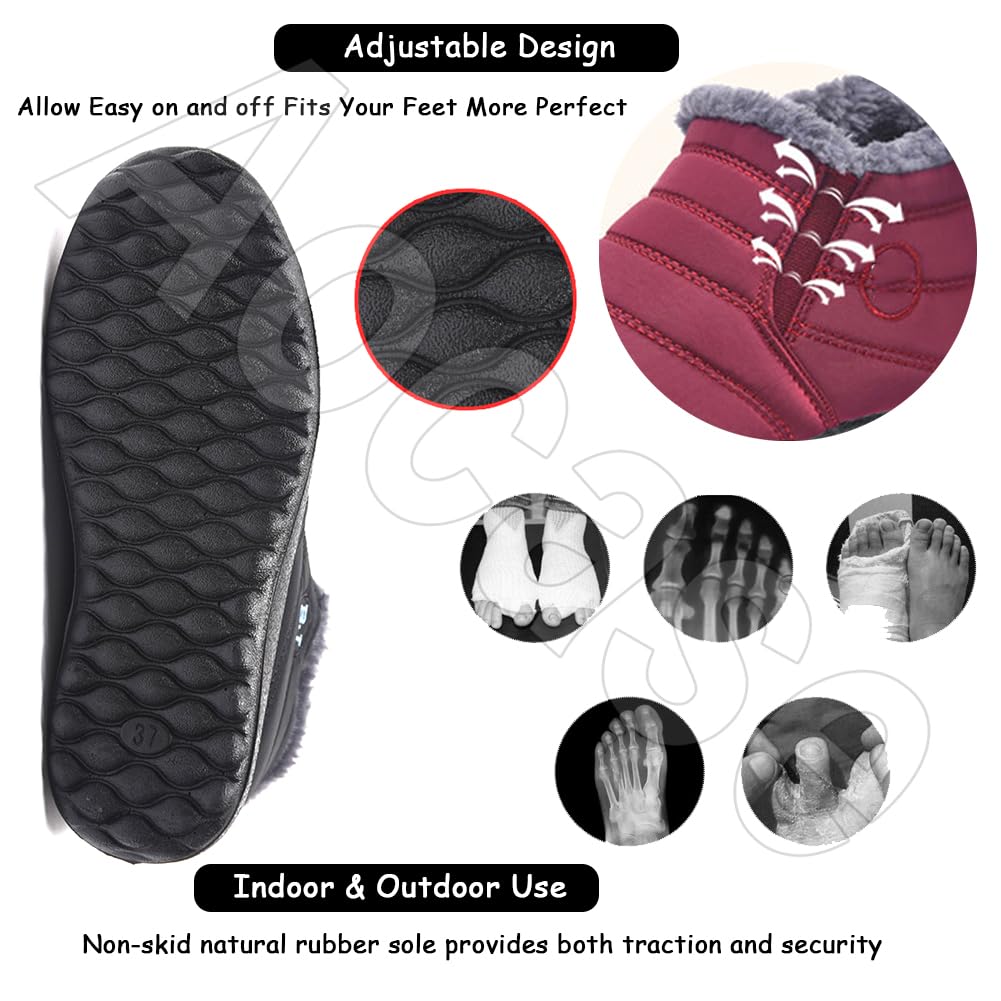 Adjustable Design
Allow Easy on and off Fits Your Feet More Perfect
B.T
37
Indoor & Outdoor Use
Non-skid natural rubber sole provides both traction and security